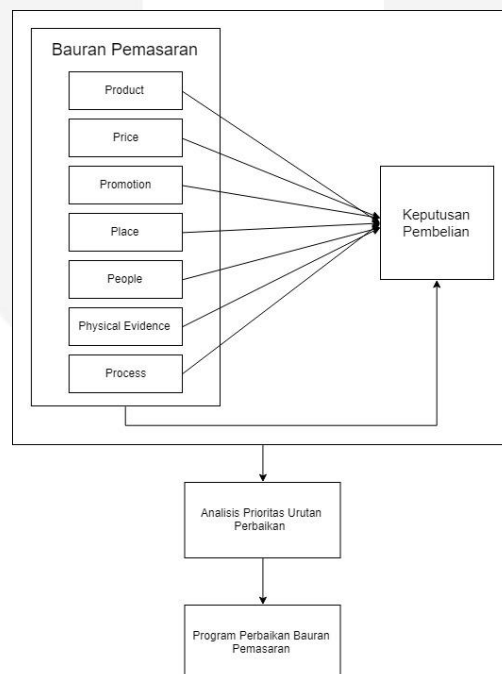 Bauran Pemasaran
Product
Price
Promotion
Place
People
Physical Evidence
Process
Keputusan
Pembelian
Analisis Prioritas Urutan
Perbaikan
Program Perbaikan Bauran
Pemasaran